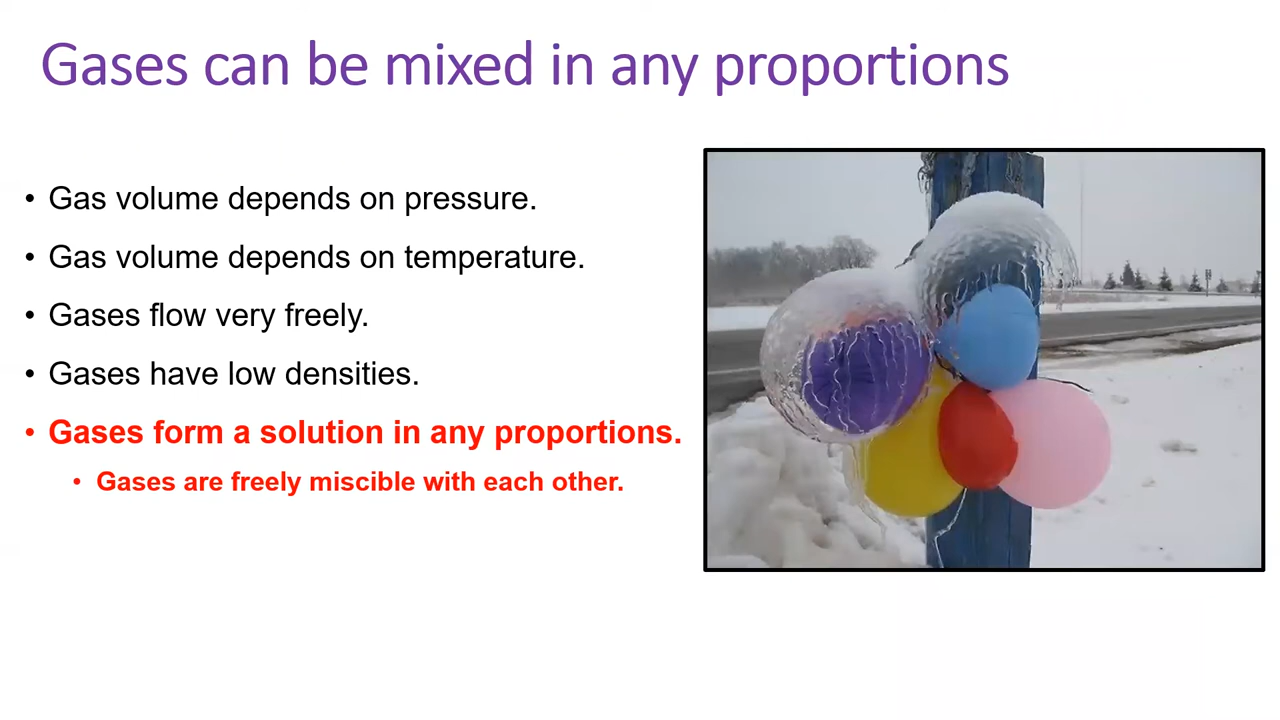 Gases can be mixed in any proportions
• Gas volume depends on pressure.
• Gas volume depends on temperature.
• Gases flow very freely.
• Gases have low densities.
• Gases form a solution in any proportions.
• Gases are freely miscible with each other.